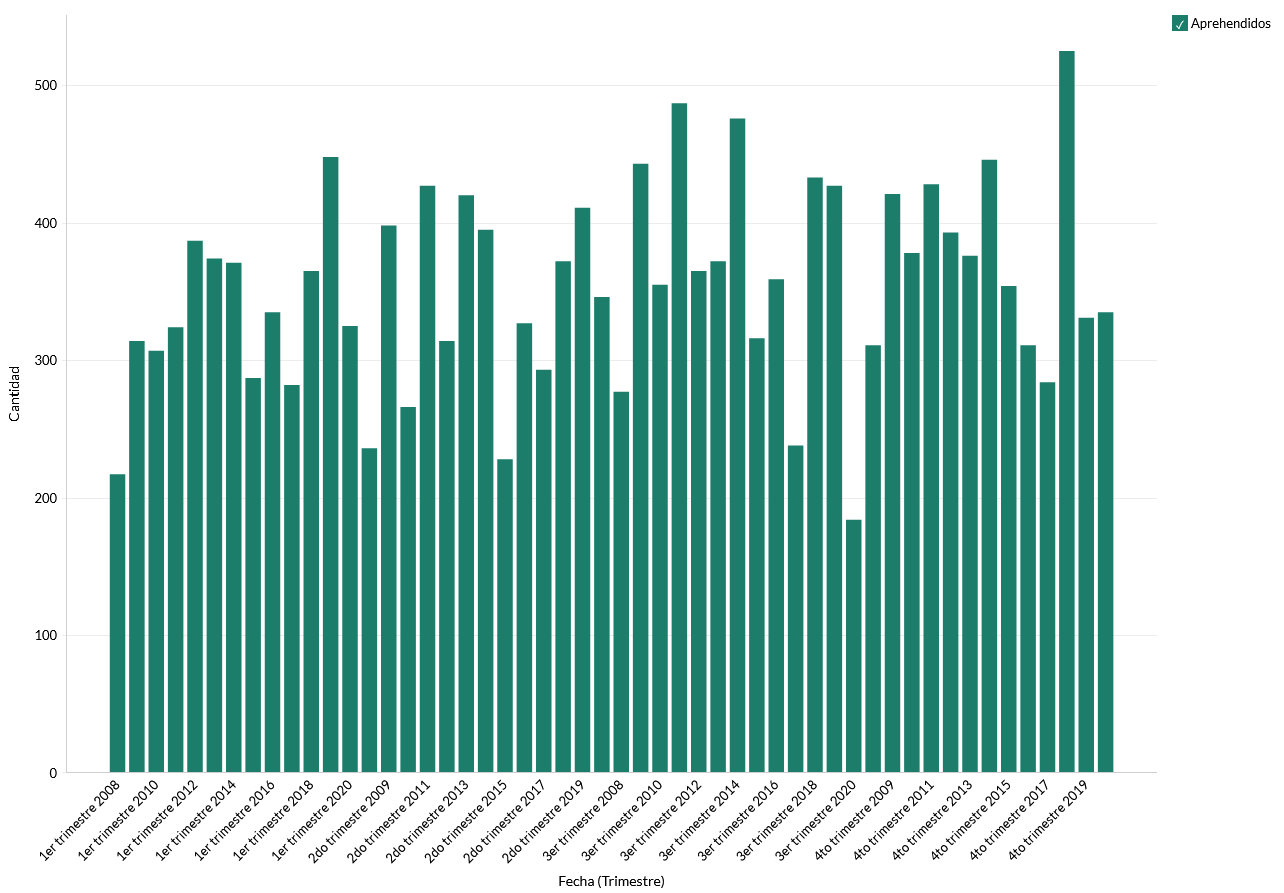 Aprehendidos
500
400
300
200
100
0
Cantidad
1er trimestre 2008
1er trimestre 2010
1er trimestre 2012
1er trimestre 2014
1er trimestre 2016
1er trimestre 2018
1er trimestre 2020
2do trimestre 2009
2do trimestre 2011
2do trimestre 2013
2do trimestre 2015
2do trimestre 2017
2do trimestre 2019
3er trimestre 2008
3er trimestre 2010
3er trimestre 2012
3er trimestre 2014
3er trimestre 2016
3er trimestre 2018
3er trimestre 2020
4to trimestre 2009
4to trimestre 2011
4to trimestre 2013
4to trimestre 2015
4to trimestre 2017
4to trimestre 2019
Fecha (Trimestre)